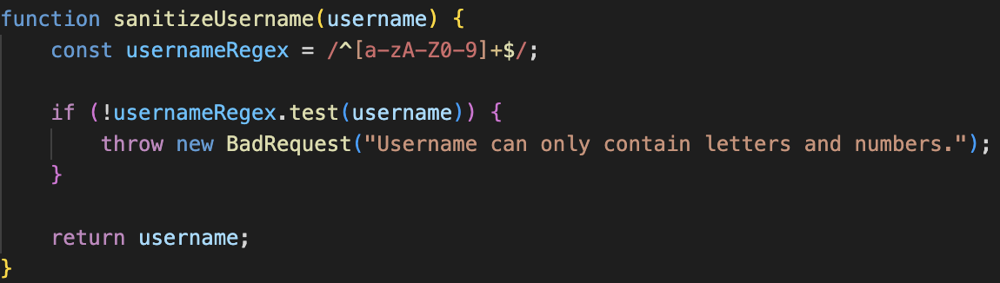 function sanitizeUsername(username) {
    const usernameRegex = /^[a-zA-Z0-9]+$/;

    if (!usernameRegex.test(username)) {
        throw new BadRequest("Username can only contain letters and numbers.");
    }

    return username;
}